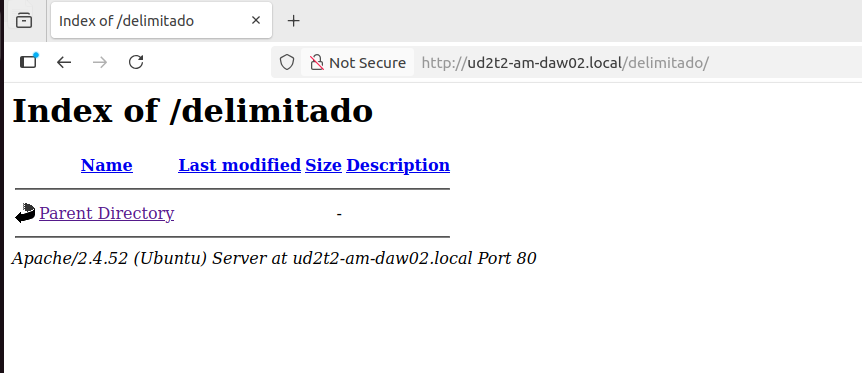 Index of /delimitado
Not Secure http://ud2t2-am-daw02.local/delimitado/
Index of /delimitado
Name Last modified Size Description
Parent Directory -
Apache/2.4.52 (Ubuntu) Server at ud2t2-am-daw02.local Port 80